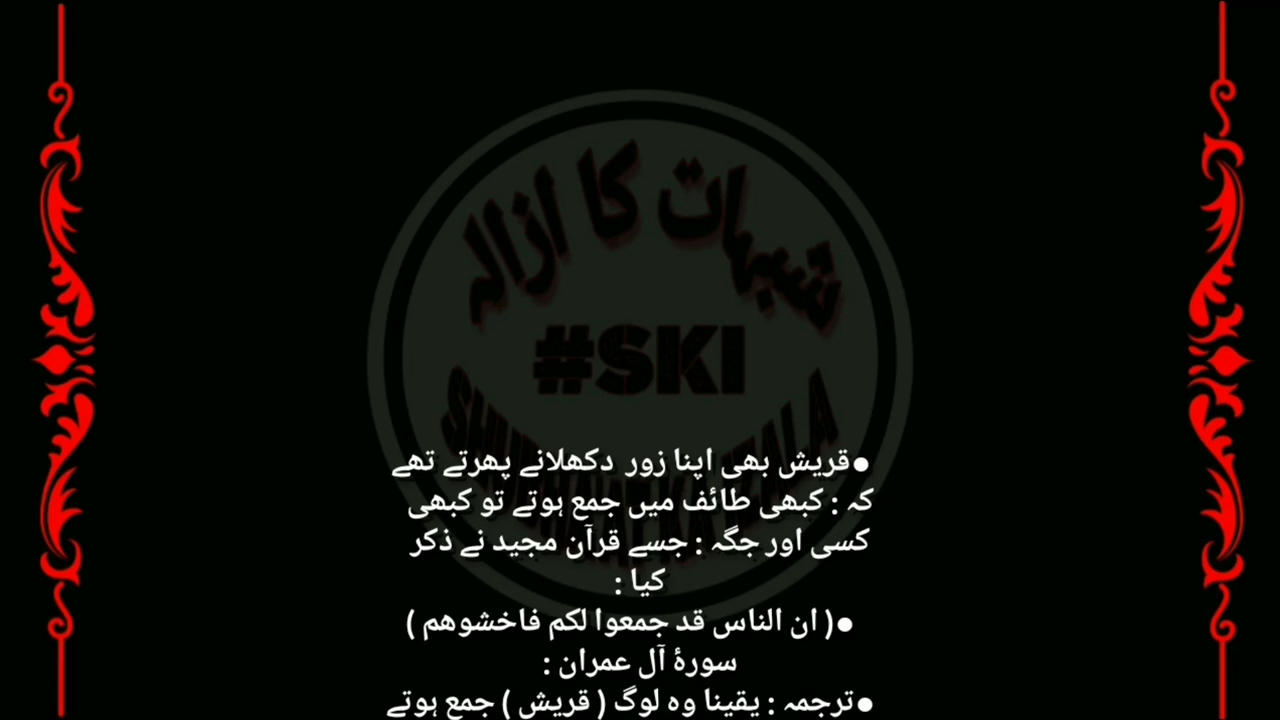 شبہات کا ازالہ
#SKI
●قریش بھی اپنا زور دکھلانے پھرتے تھے
کہ : کبھی طائف میں جمع ہوتے تو کبھی
کسی اور جگہ : جسے قرآن مجید نے ذکر
کیا :
●( ان الناس قد جمعوا لکم فاخشوھم )
سورۂ آل عمران :
●ترجمہ : یقینا وہ لوگ ( قریش ) جمع ہوتے